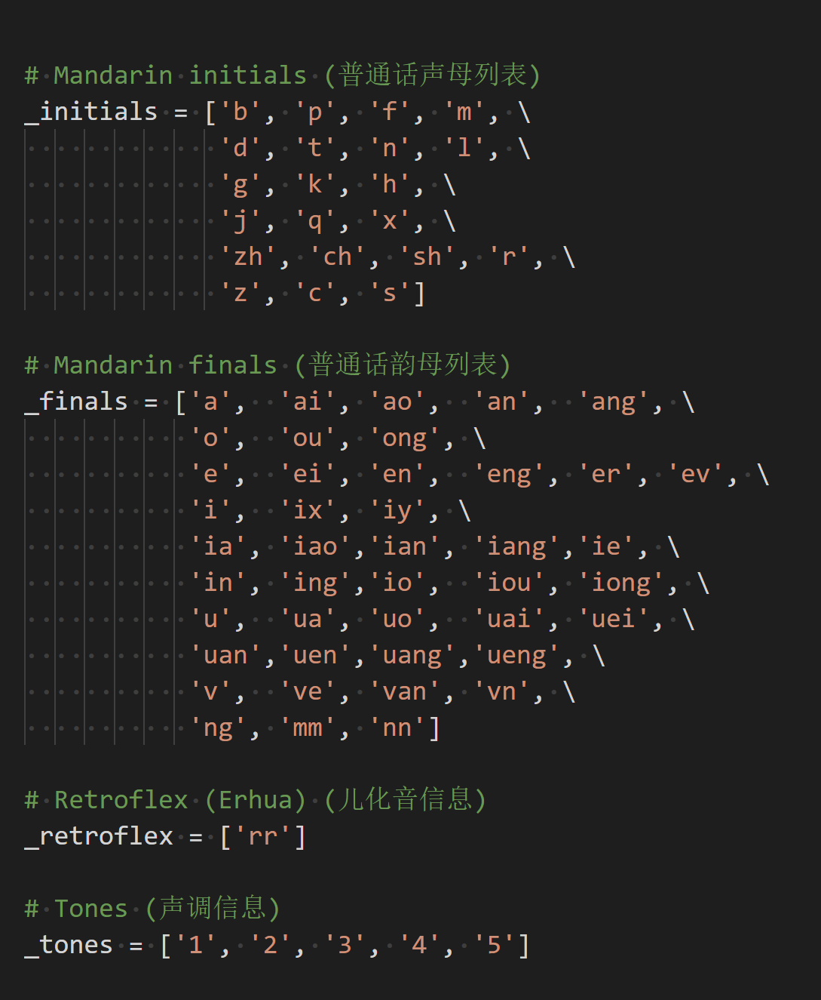 # Mandarin initials (普通话声母列表)
_initials = ['b', 'p', 'f', 'm', \
             'd', 't', 'n', 'l', \
             'g', 'k', 'h', \
             'j', 'q', 'x', \
             'zh', 'ch', 'sh', 'r', \
             'z', 'c', 's']
# Mandarin finals (普通话韵母列表)
_finals = ['a',  'ai', 'ao',  'an',  'ang', \
           'o',  'ou', 'ong', \
           'e',  'ei', 'en',  'eng', 'er', 'ev', \
           'i',  'ix', 'iy', \
           'ia', 'iao','ian', 'iang','ie', \
           'in', 'ing','io',  'iou', 'iong', \
           'u',  'ua', 'uo',  'uai', 'uei', \
           'uan','uen','uang','ueng', \
           'v',  've', 'van', 'vn', \
           'ng', 'mm', 'nn']
# Retroflex (Erhua) (儿化音信息)
_retroflex = ['rr']
# Tones (声调信息)
_tones = ['1', '2', '3', '4', '5']